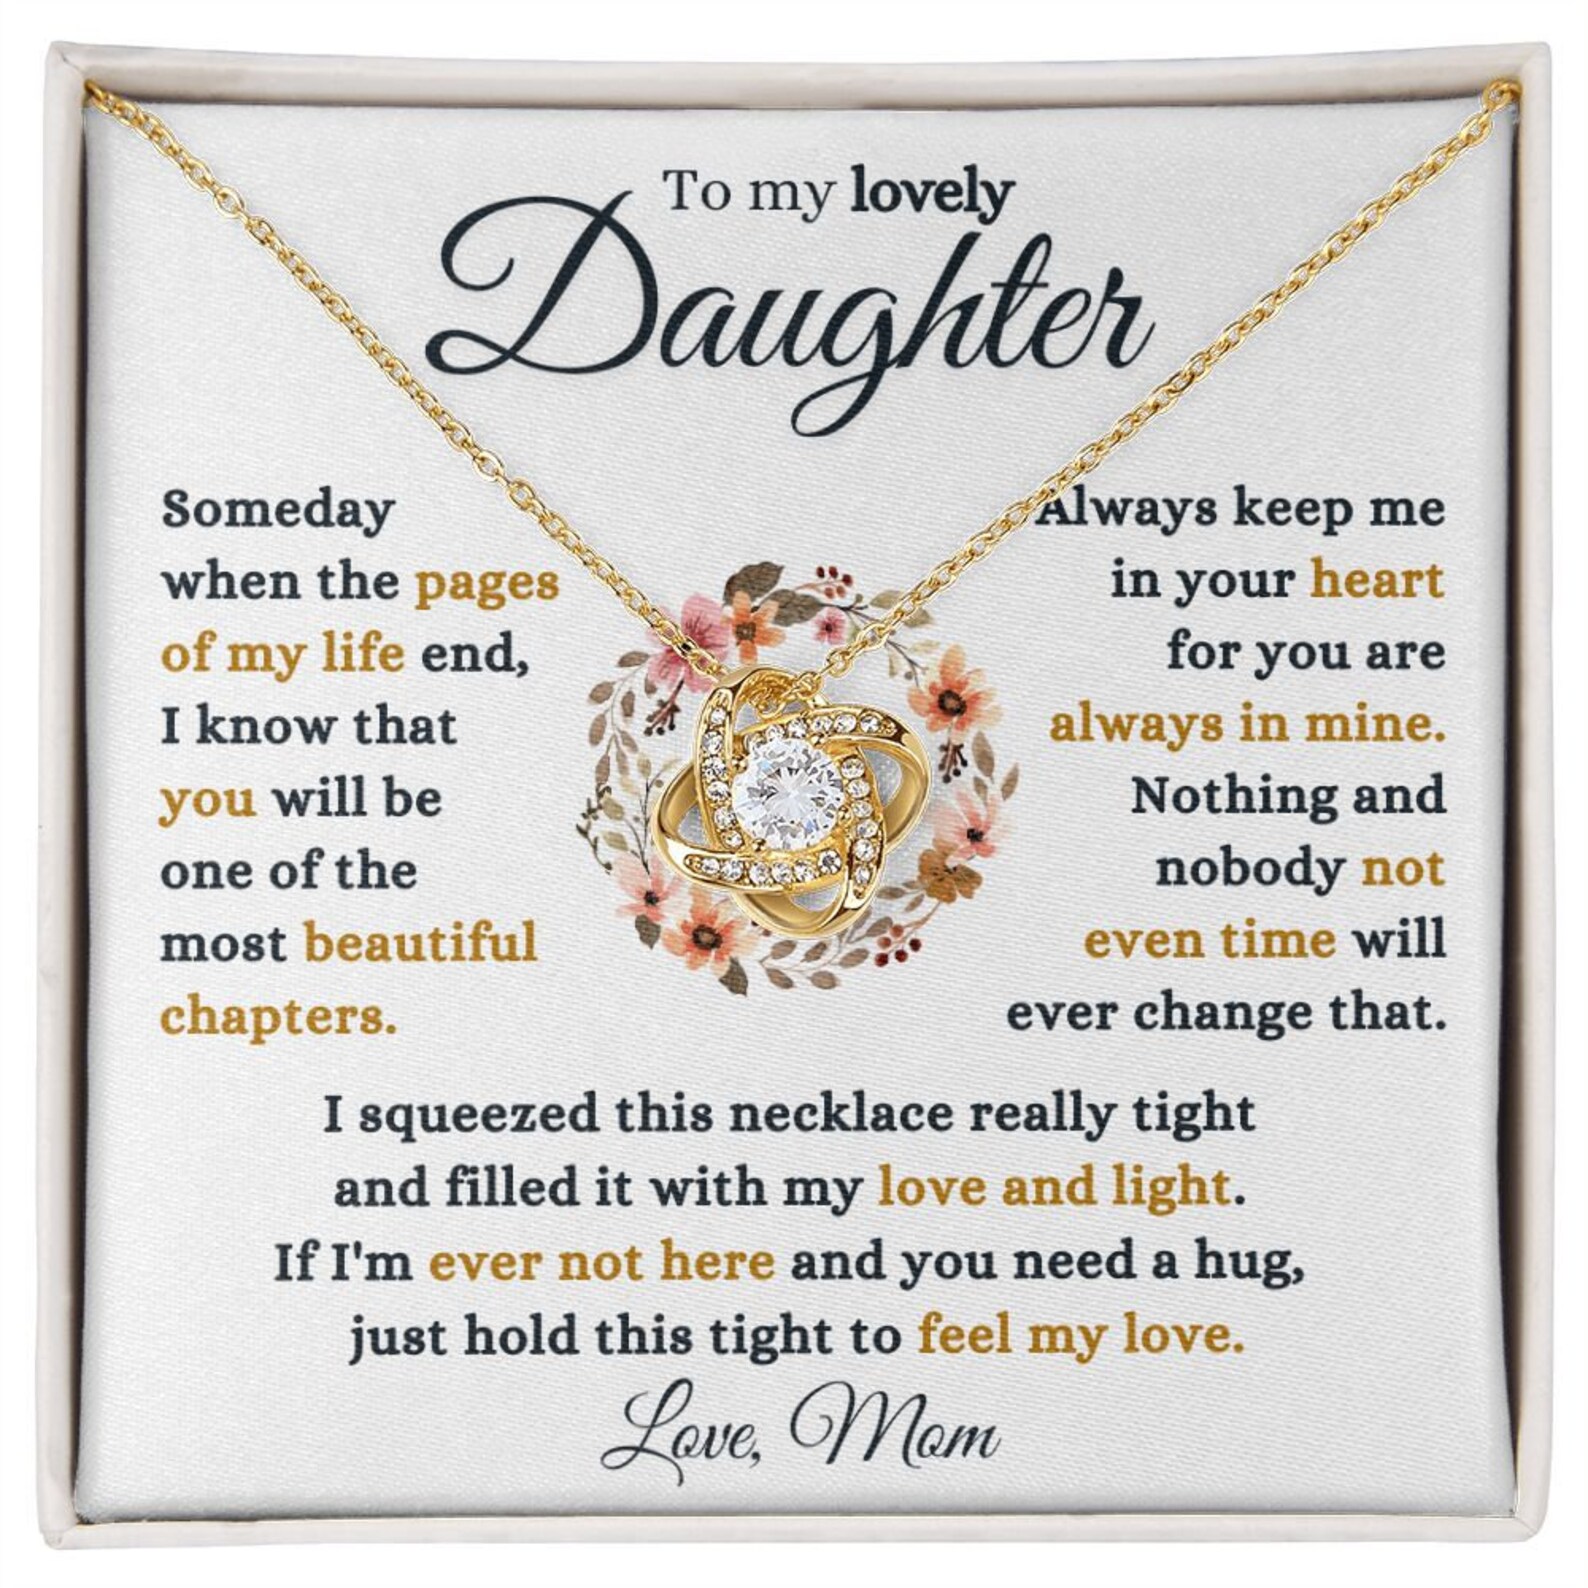 To my lovely
Daughter
Someday
when the pages
of my life end,
I know that
you will be
one of the
most beautiful
chapters.
Always keep me
in your heart
for you are
always in mine.
Nothing and
nobody not
even time will
ever change that.
I squeezed this necklace really tight
and filled it with my love and light.
If I'm ever not here and you need a hug,
just hold this tight to feel my love.
Love, Mom